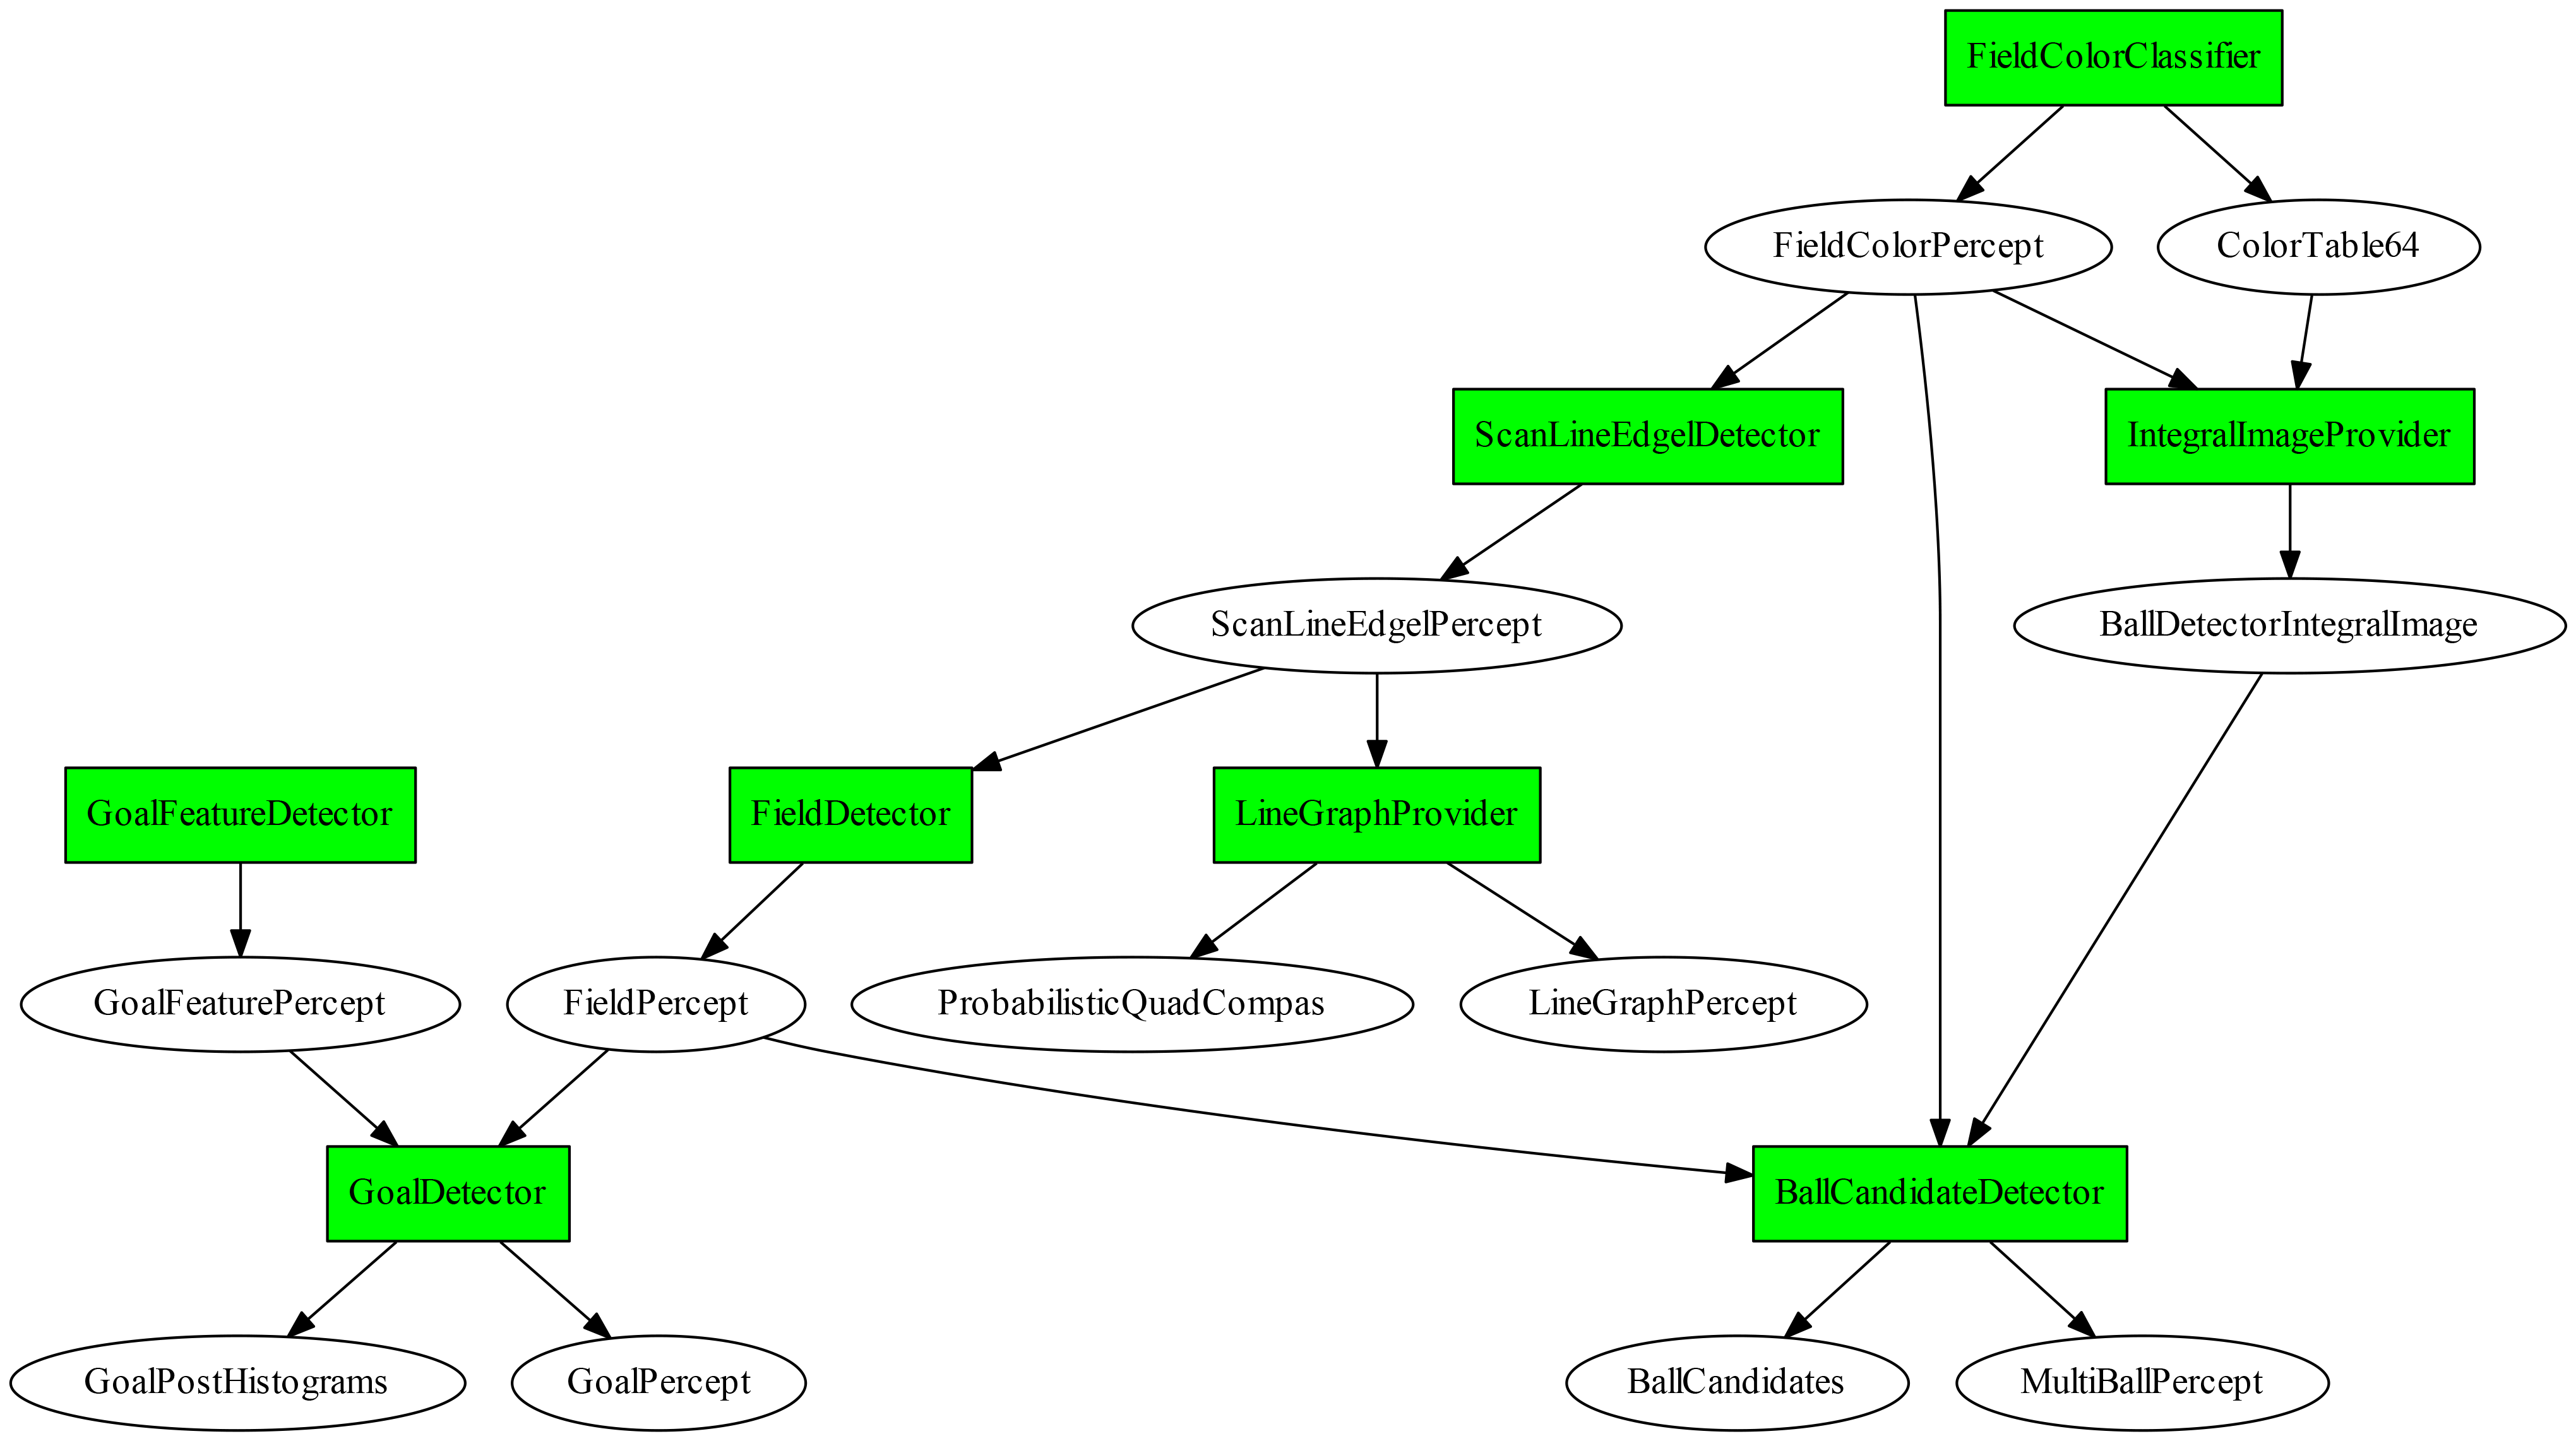 FieldColorClassifier
FieldColorPercept
ColorTable64
ScanLineEdgelDetector
IntegralImageProvider
ScanLineEdgelPercept
BallDetectorIntegralImage
GoalFeatureDetector
FieldDetector
LineGraphProvider
GoalFeaturePercept
FieldPercept
ProbabilisticQuadCompas
LineGraphPercept
GoalDetector
BallCandidateDetector
GoalPostHistograms
GoalPercept
BallCandidates
MultiBallPercept